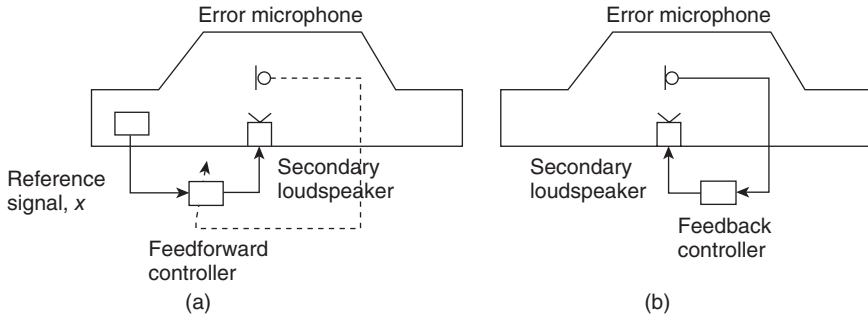 Error microphone
Secondary
loudspeaker
Reference
signal, x
Feedforward
controller
(a)
Error microphone
Secondary
loudspeaker
Feedback
controller
(b)